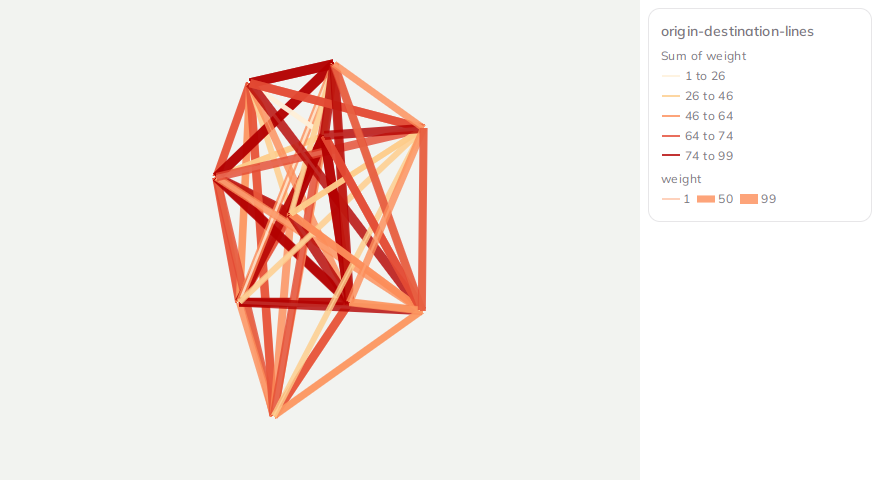 origin-destination-lines
Sum of weight
1 to 26
26 to 46
46 to 64
64 to 74
74 to 99
weight
1 50 99